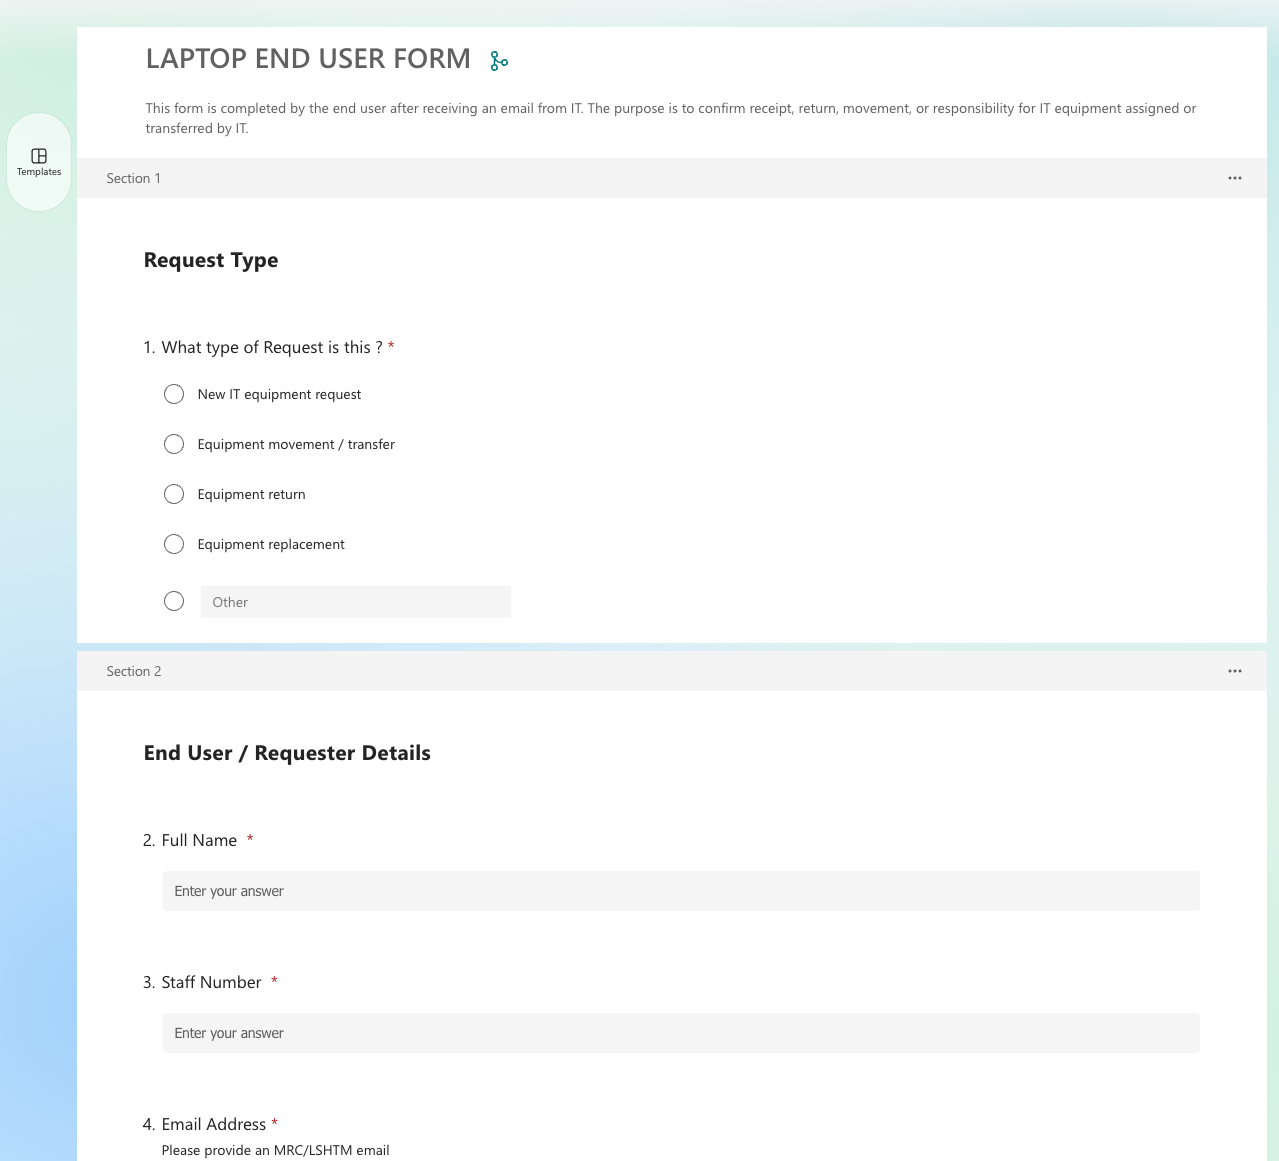 LAPTOP END USER FORM
This form is completed by the end user after receiving an email from IT. The purpose is to confirm receipt, return, movement, or responsibility for IT equipment assigned or
transferred by IT.
Templates
Section 1
Request Type
1. What type of Request is this ? *
New IT equipment request
Equipment movement / transfer
Equipment return
Equipment replacement
Other
Section 2
End User / Requester Details
2. Full Name *
Enter your answer
3. Staff Number *
Enter your answer
4. Email Address *
Please provide an MRC/LSHTM email